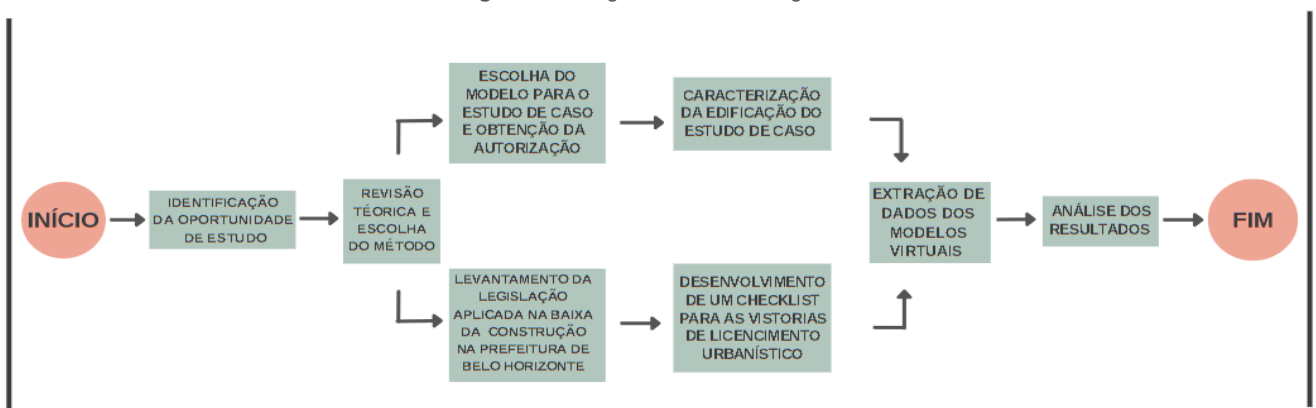 INÍCIO
IDENTIFICAÇÃO
DA OPORTUNIDADE
DE ESTUDO
REVISÃO
TÉORICA E
ESCOLHA
DO MÉTODO
ESCOLHA DO
MODELO PARA O
ESTUDO DE CASO
E OBTENÇÃO DA
AUTORIZAÇÃO
CARACTERIZAÇÃO
DA EDIFICAÇÃO DO
ESTUDO DE CASO
LEVANTAMENTO DA
LEGISLAÇÃO
APLICADA NA BAIXA
DA CONSTRUÇÃO
NA PREFEITURA DE
BELO HORIZONTE
DESENVOLVIMENTO
DE UM CHECKLIST
PARA AS VISTORIAS
DE LICENCIMENTO
URBANÍSTICO
EXTRAÇÃO DE
DADOS DOS
MODELOS
VIRTUAIS
ANÁLISE DOS
RESULTADOS
FIM